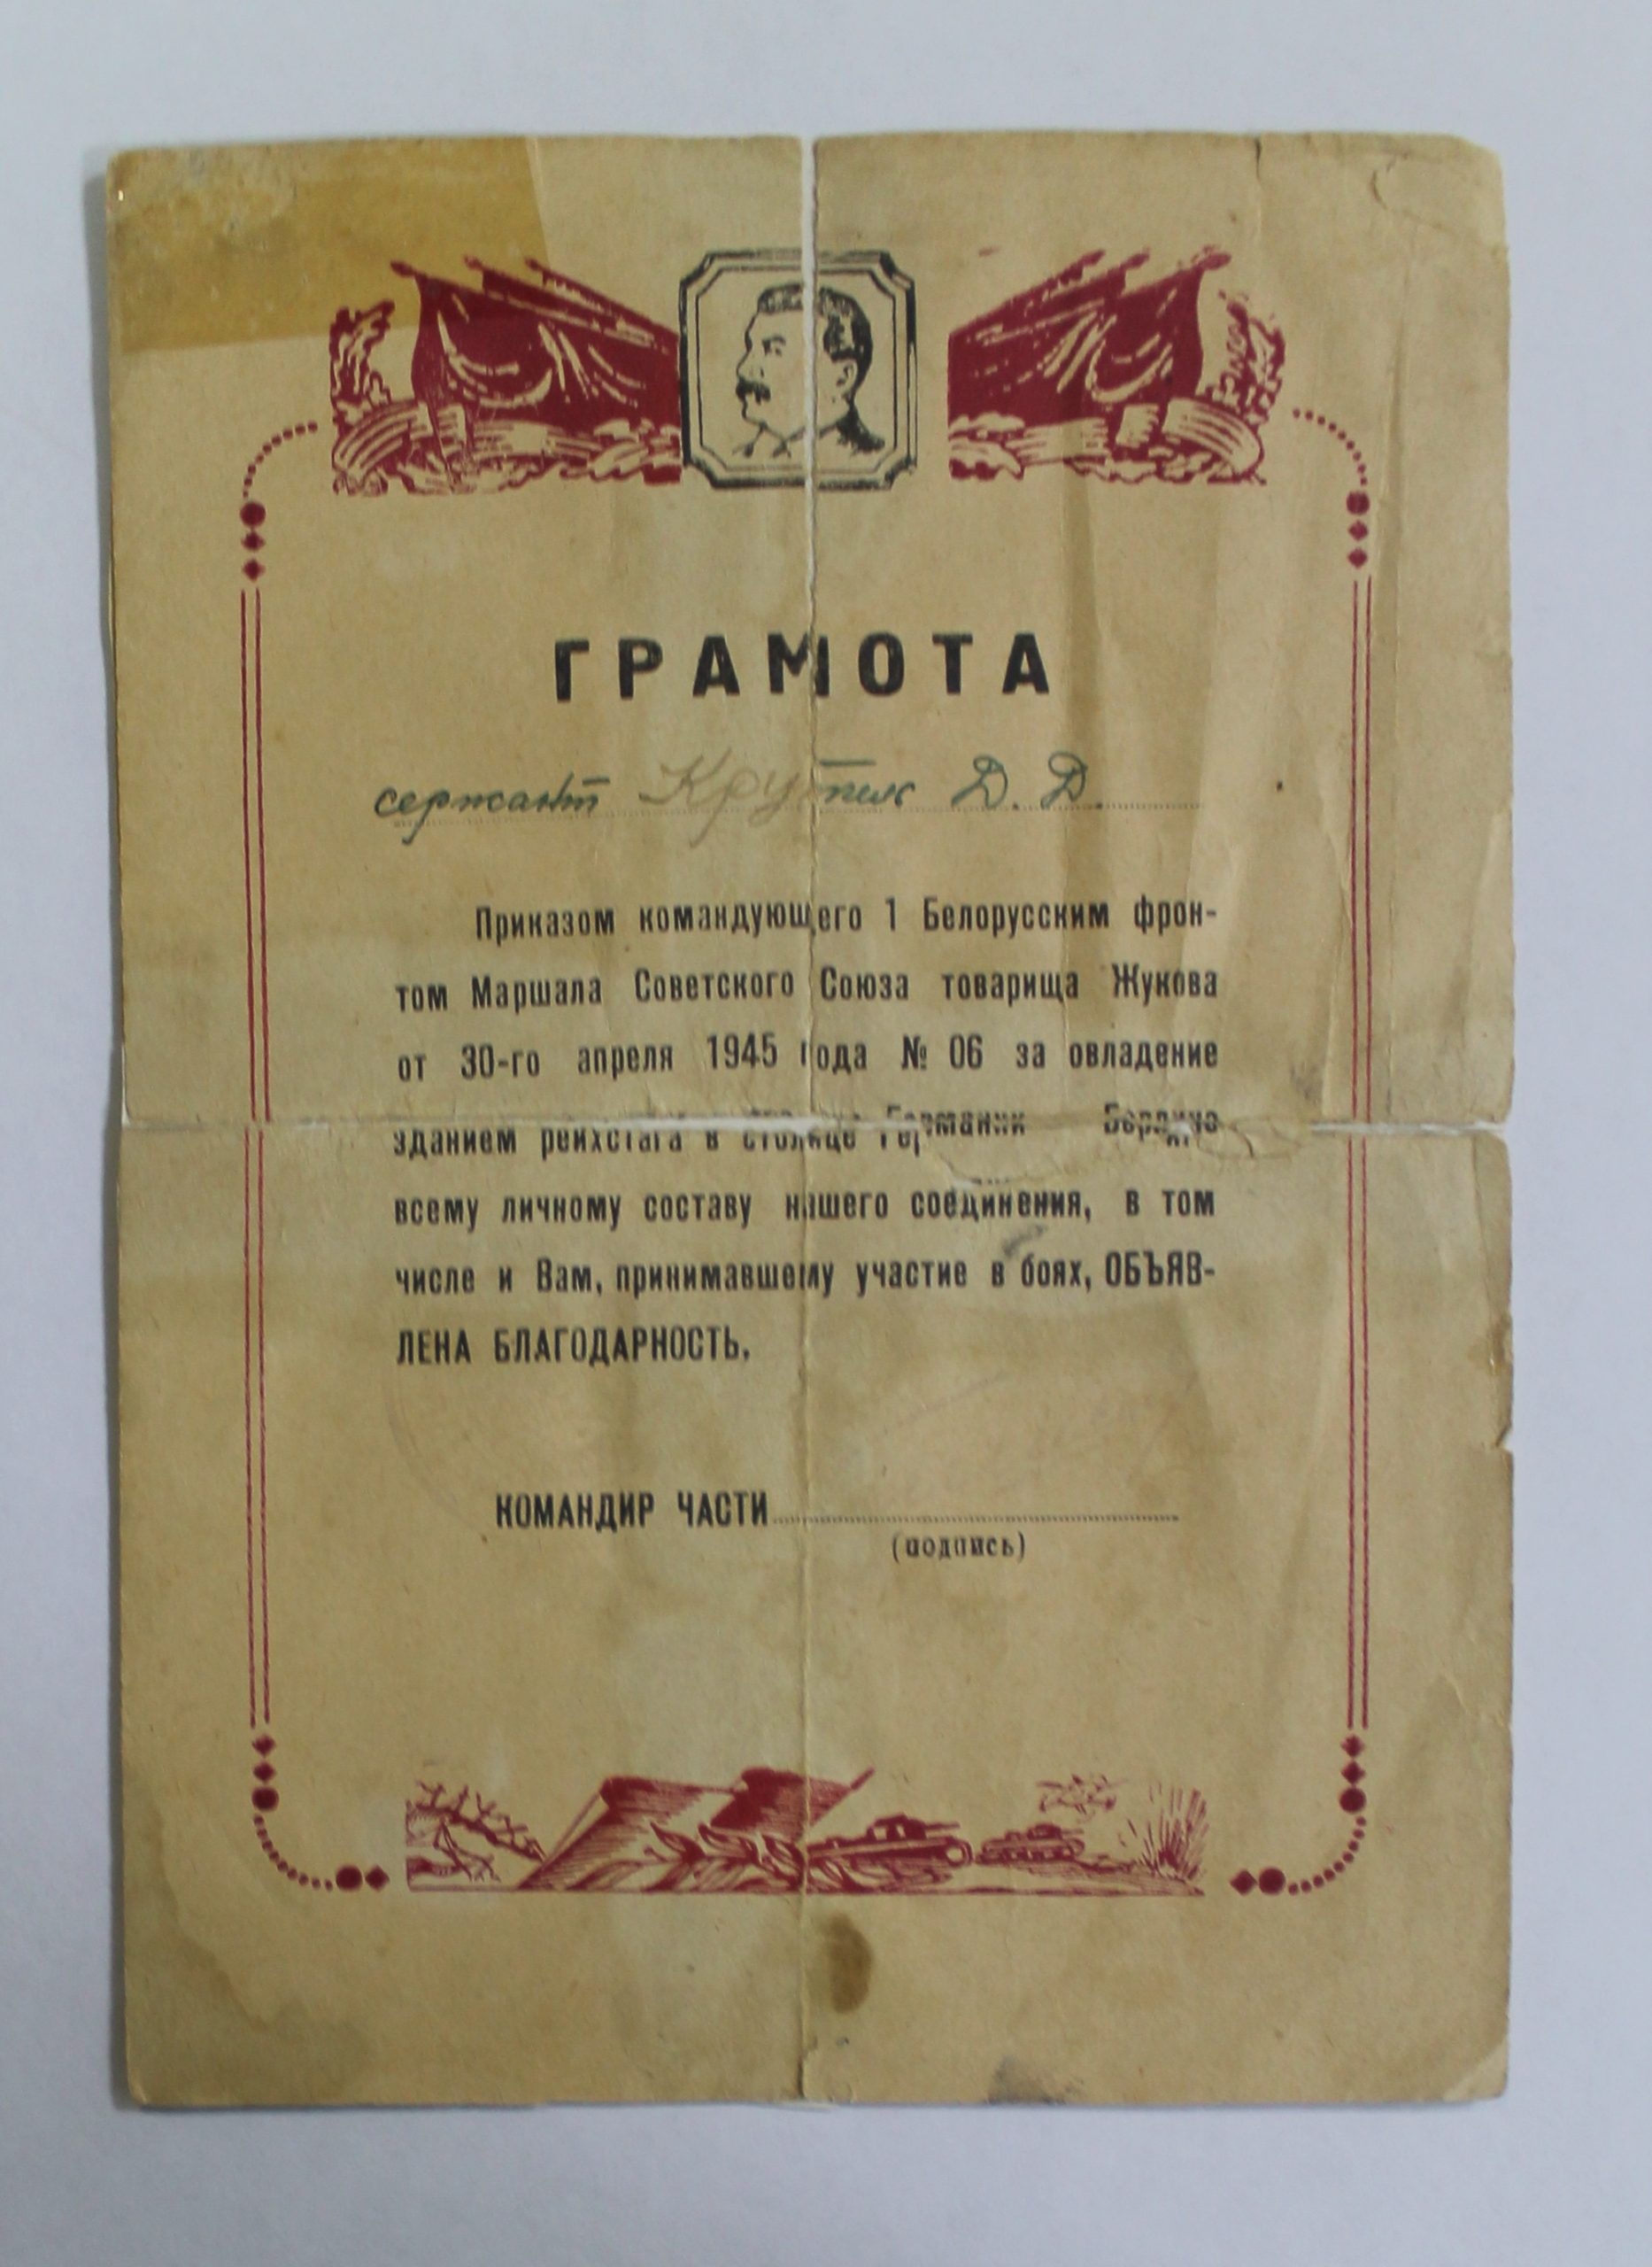 ГРАМОТА
сержант Д. Д.
Приказом командующего 1 Белорусским фрон-
том Маршала Советского Союза товарища Жукова
от 30-го апреля 1945 года № 06 за овладение
зданием рейхстага в столице Германии Берлине
всему личному составу нашего соединения, в том
числе и Вам, принимавшему участие в боях, ОБЪЯВ-
ЛЕНА БЛАГОДАРНОСТЬ.
КОМАНДИР ЧАСТИ
(подпись)